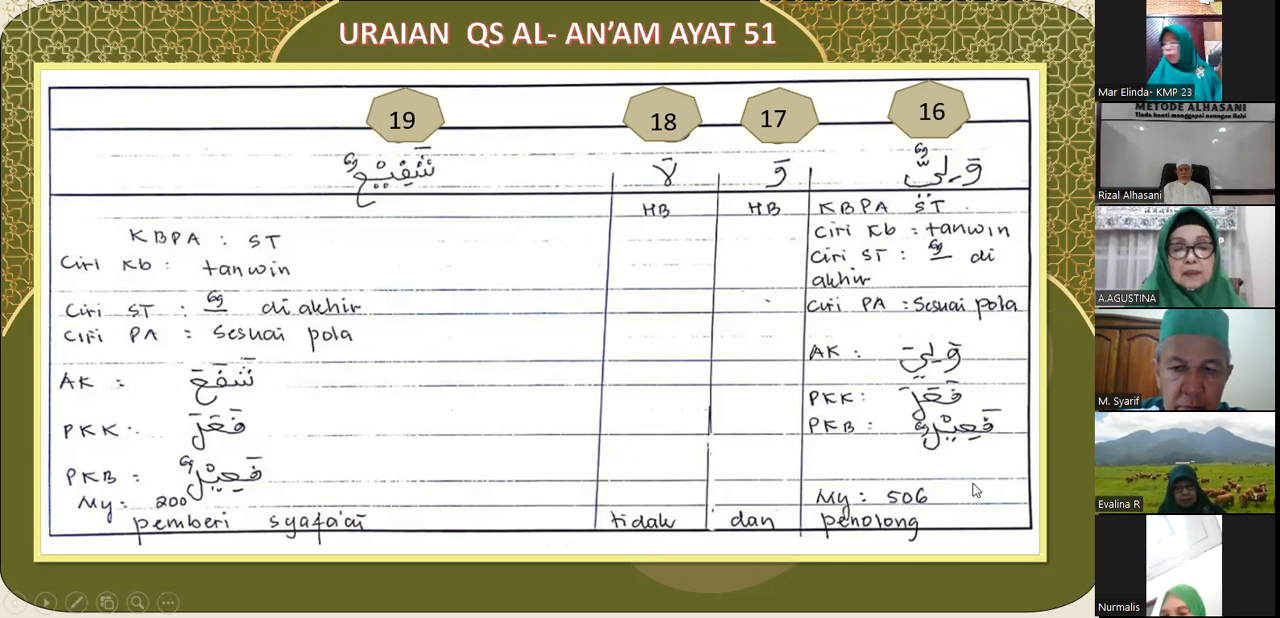 URAIAN QS AL- AN'AM AYAT 51
19 18 17 16
شَفِيْعٌ لَا وَ وَلِيٌّ
HB HB KBPA ST
KBPA : ST
Ciri Kb : tanwin
Ciri ST : ـٌ di akhir
Ciri PA : Sesuai pola
AK : شَفَعَ
PKK : فَعَلَ
PKB : فَعِيْلٌ
My : 200
pemberi syafa'at
tidak
dan
Ciri Kb : tanwin
Ciri ST : ـٌ di
akhir
Ciri PA : Sesuai pola
AK : وَلِيَ
PKK : فَعَلَ
PKB : فَعِيْلٌ
My : 506
penolong
Mar Elinda- KMP 23
METODE ALHASANI
Tiada henti menggapai naungan Ilahi
Rizal Alhasani
A.AGUSTINA
M. Syarif
Evalina R
Nurmalis